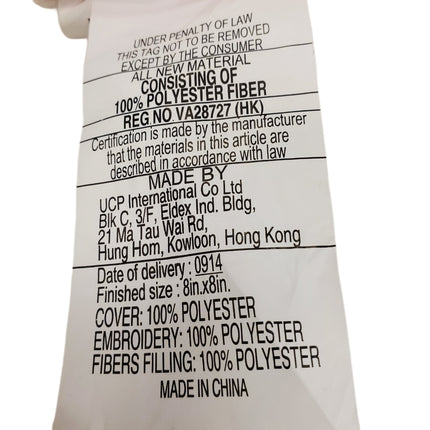 UNDER PENALTY OF LAW
THIS TAG NOT TO BE REMOVED
EXCEPT BY THE CONSUMER
ALL NEW MATERIAL
CONSISTING OF
100% POLYESTER FIBER
REG.NO VA28727 (HK)
Certification is made by the manufacturer
that the materials in this article are
described in accordance with law
MADE BY
UCP International Co Ltd
Blk C, 3/F, Eldex Ind. Bldg,
21 Ma Tau Wai Rd,
Hung Hom, Kowloon, Hong Kong
Date of delivery : 0914
Finished size : 8in.x8in.
COVER: 100% POLYESTER
EMBROIDERY: 100% POLYESTER
FIBERS FILLING: 100% POLYESTER
MADE IN CHINA